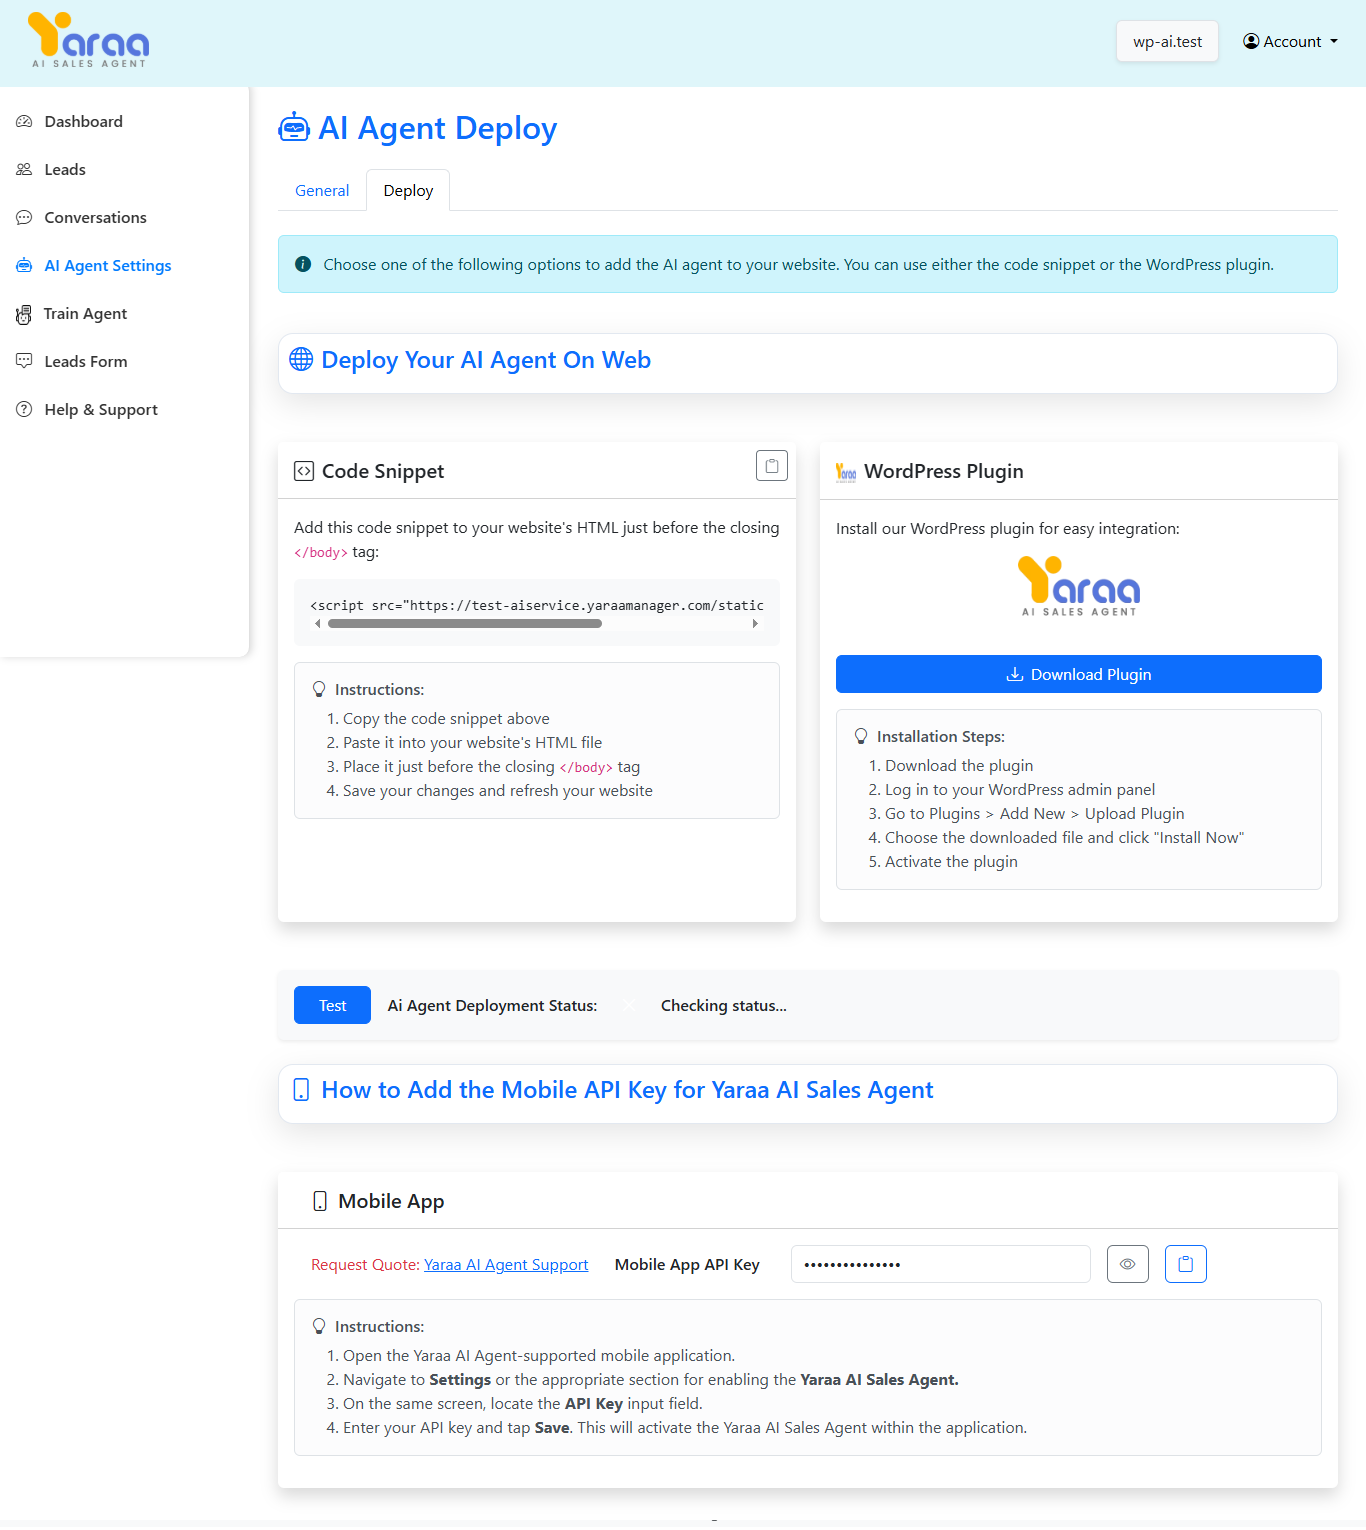 Yaraa
AI SALES AGENT
wp-ai.test
Account
Dashboard
Leads
Conversations
AI Agent Settings
Train Agent
Leads Form
Help & Support
AI Agent Deploy
General
Deploy
Choose one of the following options to add the AI agent to your website. You can use either the code snippet or the WordPress plugin.
Deploy Your AI Agent On Web
Code Snippet
Add this code snippet to your website's HTML just before the closing
</body> tag:
<script src="https://test-aiservice.yaraamanager.com/static
Instructions:
1. Copy the code snippet above
2. Paste it into your website's HTML file
3. Place it just before the closing </body> tag
4. Save your changes and refresh your website
Yaraa
WordPress Plugin
Install our WordPress plugin for easy integration:
Yaraa
AI SALES AGENT
Download Plugin
Installation Steps:
1. Download the plugin
2. Log in to your WordPress admin panel
3. Go to Plugins > Add New > Upload Plugin
4. Choose the downloaded file and click "Install Now"
5. Activate the plugin
Test
Ai Agent Deployment Status:
Checking status...
How to Add the Mobile API Key for Yaraa AI Sales Agent
Mobile App
Request Quote: Yaraa AI Agent Support
Mobile App API Key
•••••••••••••••
Instructions:
1. Open the Yaraa AI Agent-supported mobile application.
2. Navigate to Settings or the appropriate section for enabling the Yaraa AI Sales Agent.
3. On the same screen, locate the API Key input field.
4. Enter your API key and tap Save. This will activate the Yaraa AI Sales Agent within the application.